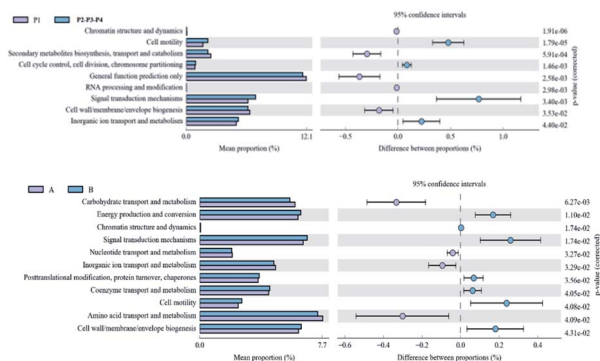 P1 P2-P3-P4
95% confidence intervals
Chromatin structure and dynamics 1.91e-06
Cell motility 1.79e-05
Secondary metabolites biosynthesis, transport and catabolism 5.91e-04
Cell cycle control, cell division, chromosome partitioning 1.46e-03
General function prediction only 2.58e-03
RNA processing and modification 2.98e-03
Signal transduction mechanisms 3.40e-03
Cell wall/membrane/envelope biogenesis 3.53e-02
Inorganic ion transport and metabolism 4.40e-02
p-value (corrected)
0.0 12.1 −0.5 0.0 0.5 1.0
Mean proportion (%) Difference between proportions (%)
A B
95% confidence intervals
Carbohydrate transport and metabolism 6.27e-03
Energy production and conversion 1.10e-02
Chromatin structure and dynamics 1.74e-02
Signal transduction mechanisms 1.74e-02
Nucleotide transport and metabolism 3.27e-02
Inorganic ion transport and metabolism 3.29e-02
Posttranslational modification, protein turnover, chaperones 3.56e-02
Coenzyme transport and metabolism 4.05e-02
Cell motility 4.08e-02
Amino acid transport and metabolism 4.09e-02
Cell wall/membrane/envelope biogenesis 4.31e-02
p-value (corrected)
0.0 7.7 −0.6 −0.4 −0.2 0.0 0.2 0.4
Mean proportion (%) Difference between proportions (%)